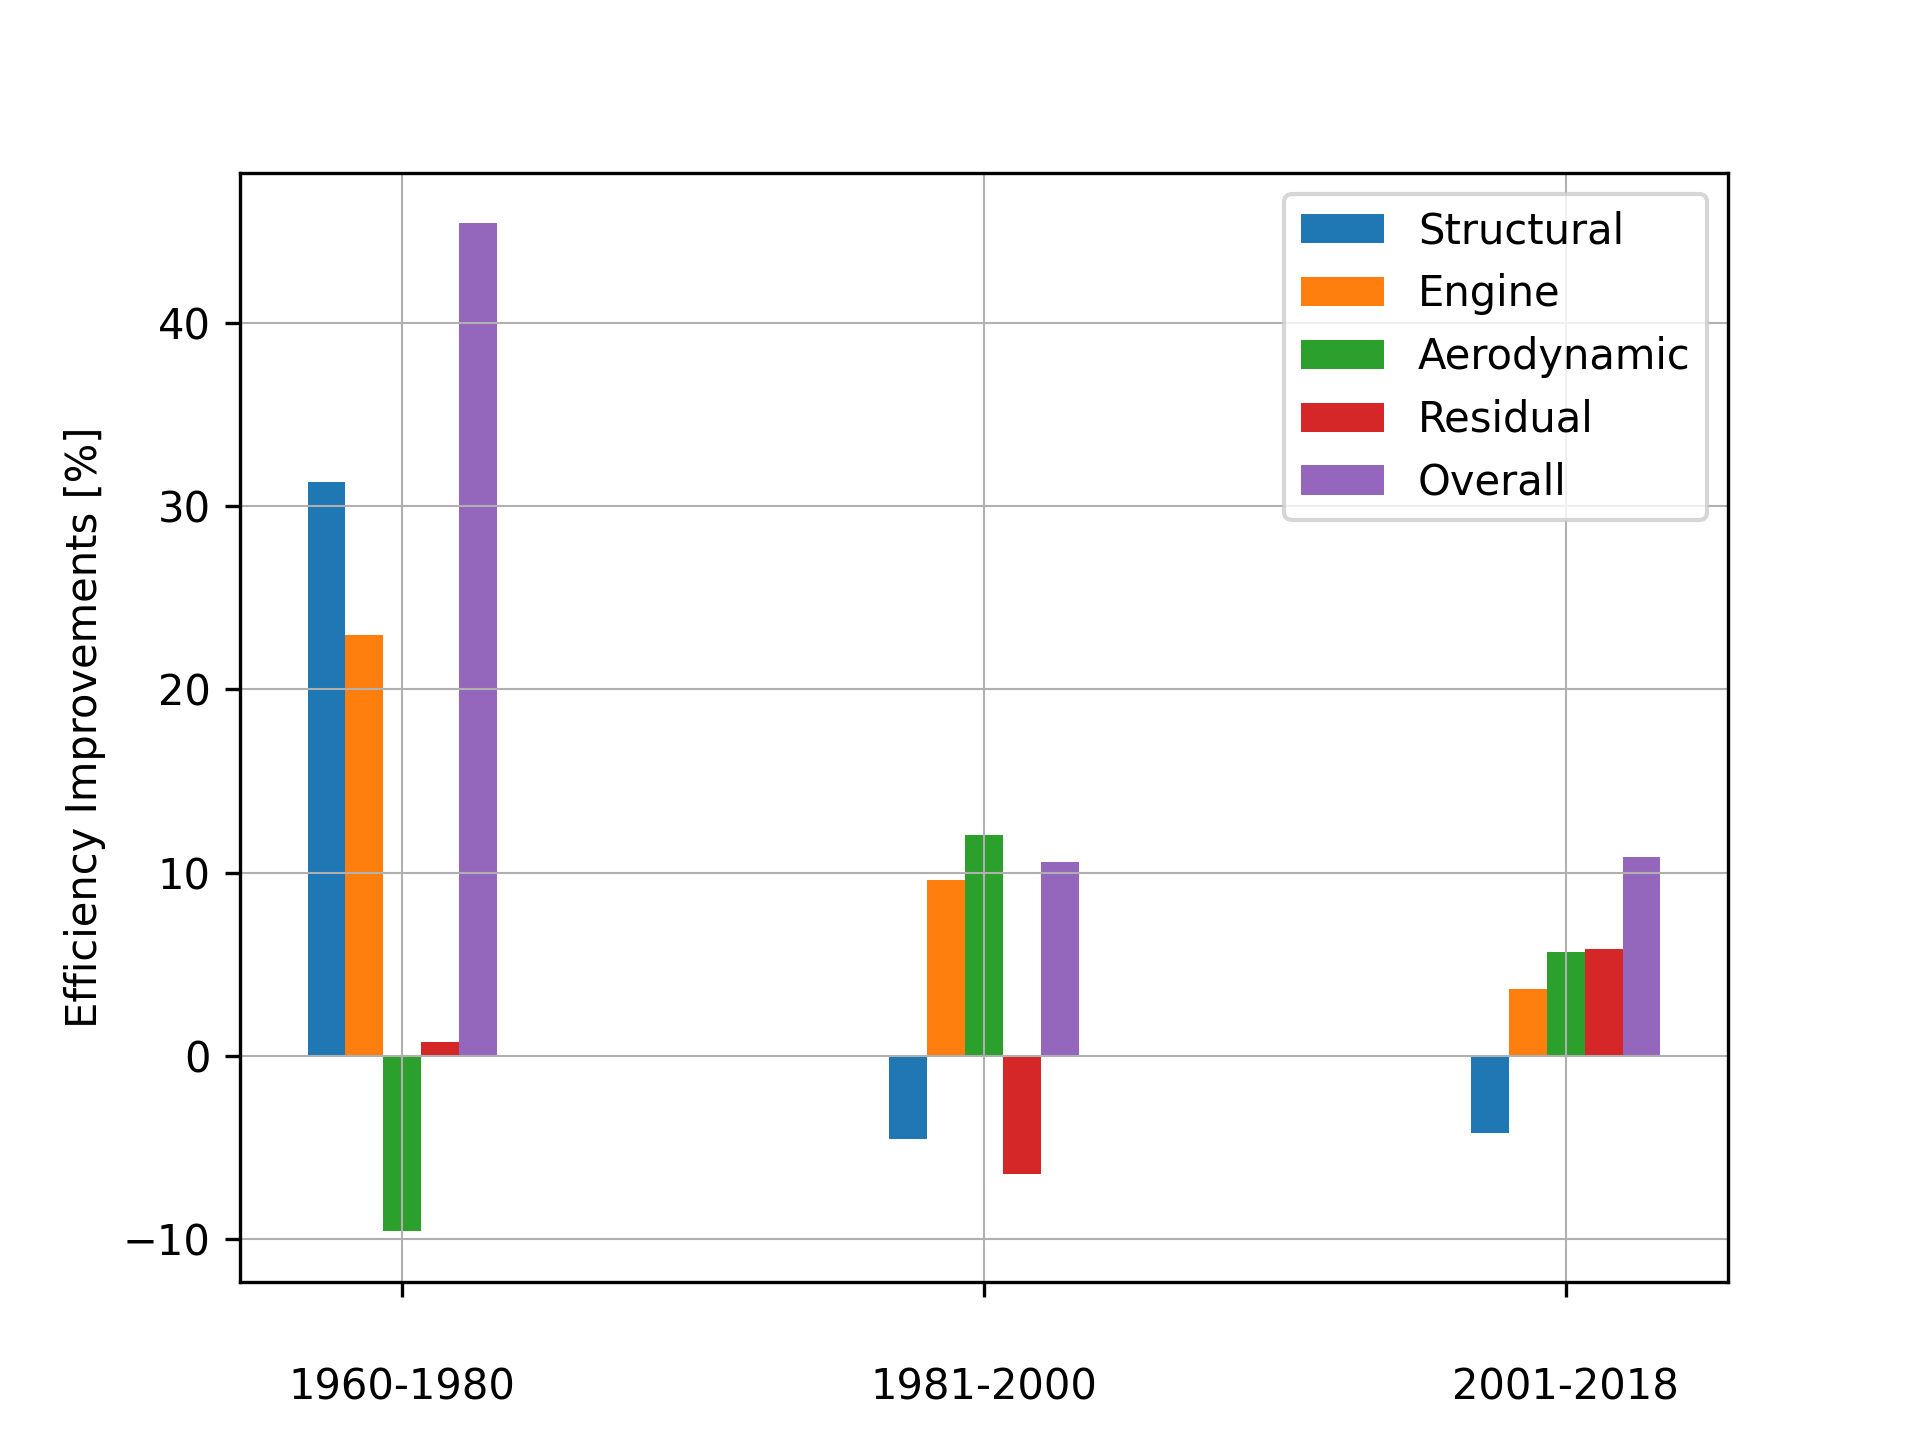 Structural
Engine
Aerodynamic
Residual
Overall
Efficiency Improvements [%]
40
30
20
10
0
−10
1960-1980
1981-2000
2001-2018